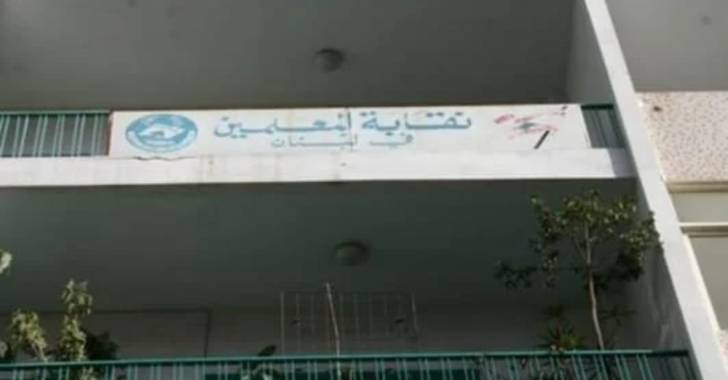 نقابة المعلمين
في لبنان